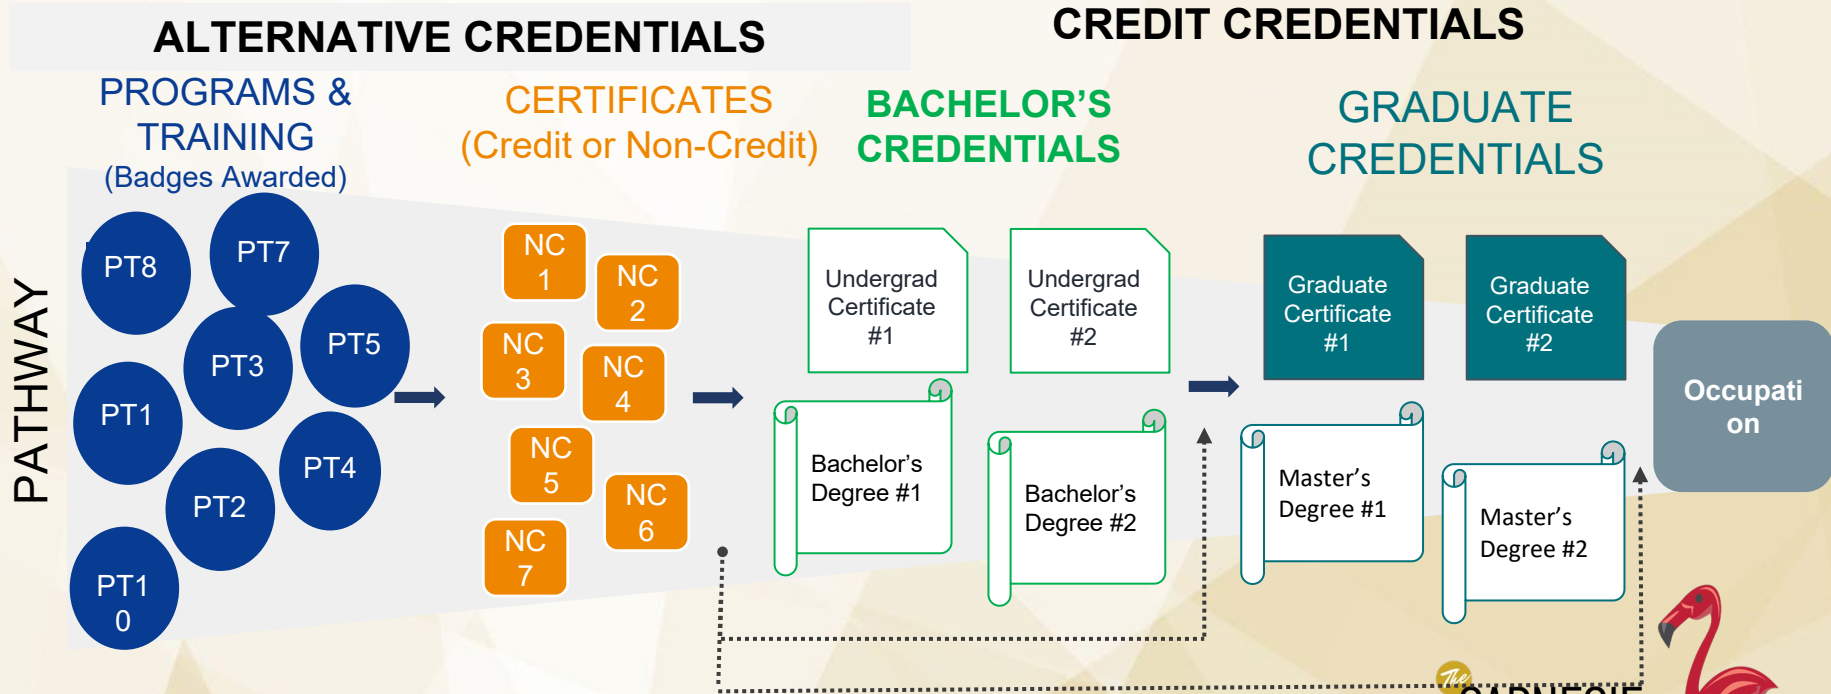 ALTERNATIVE CREDENTIALS
CREDIT CREDENTIALS
PROGRAMS &
TRAINING
(Badges Awarded)
CERTIFICATES
(Credit or Non-Credit)
BACHELOR'S
CREDENTIALS
GRADUATE
CREDENTIALS
PATHWAY
PT8
PT7
PT3
PT5
PT1
PT4
PT2
PT1
0
NC
1
NC
2
NC
3
NC
4
NC
5
NC
6
NC
7
Undergrad
Certificate
#1
Undergrad
Certificate
#2
Bachelor's
Degree #1
Bachelor's
Degree #2
Graduate
Certificate
#1
Graduate
Certificate
#2
Master's
Degree #1
Master's
Degree #2
Occupati
on
The
CARNEGIE